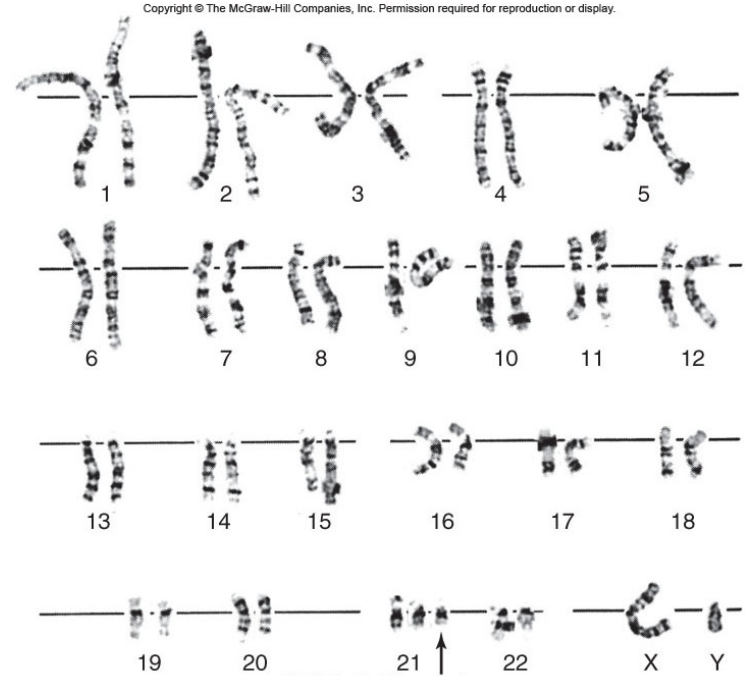 Copyright © The McGraw-Hill Companies, Inc. Permission required for reproduction or display.
1 2 3 4 5
6 7 8 9 10 11 12
13 14 15 16 17 18
19 20 21 22 X Y